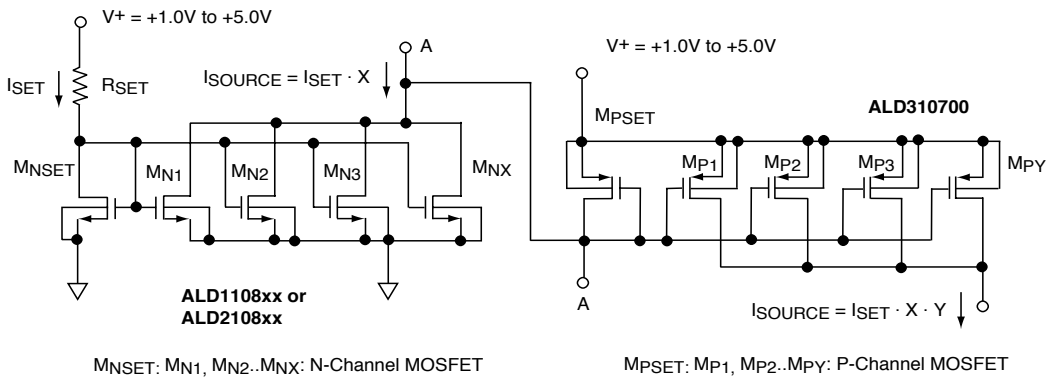 V+ = +1.0V to +5.0V
ISET
RSET
ISOURCE = ISET · X
A
V+ = +1.0V to +5.0V
MPSET
ALD310700
MNSET
MN1
MN2
MN3
MNX
MP1
MP2
MP3
MPY
ALD1108xx or
ALD2108xx
A
ISOURCE = ISET · X · Y
MNSET: MN1, MN2..MNX: N-Channel MOSFET
MPSET: MP1, MP2..MPY: P-Channel MOSFET